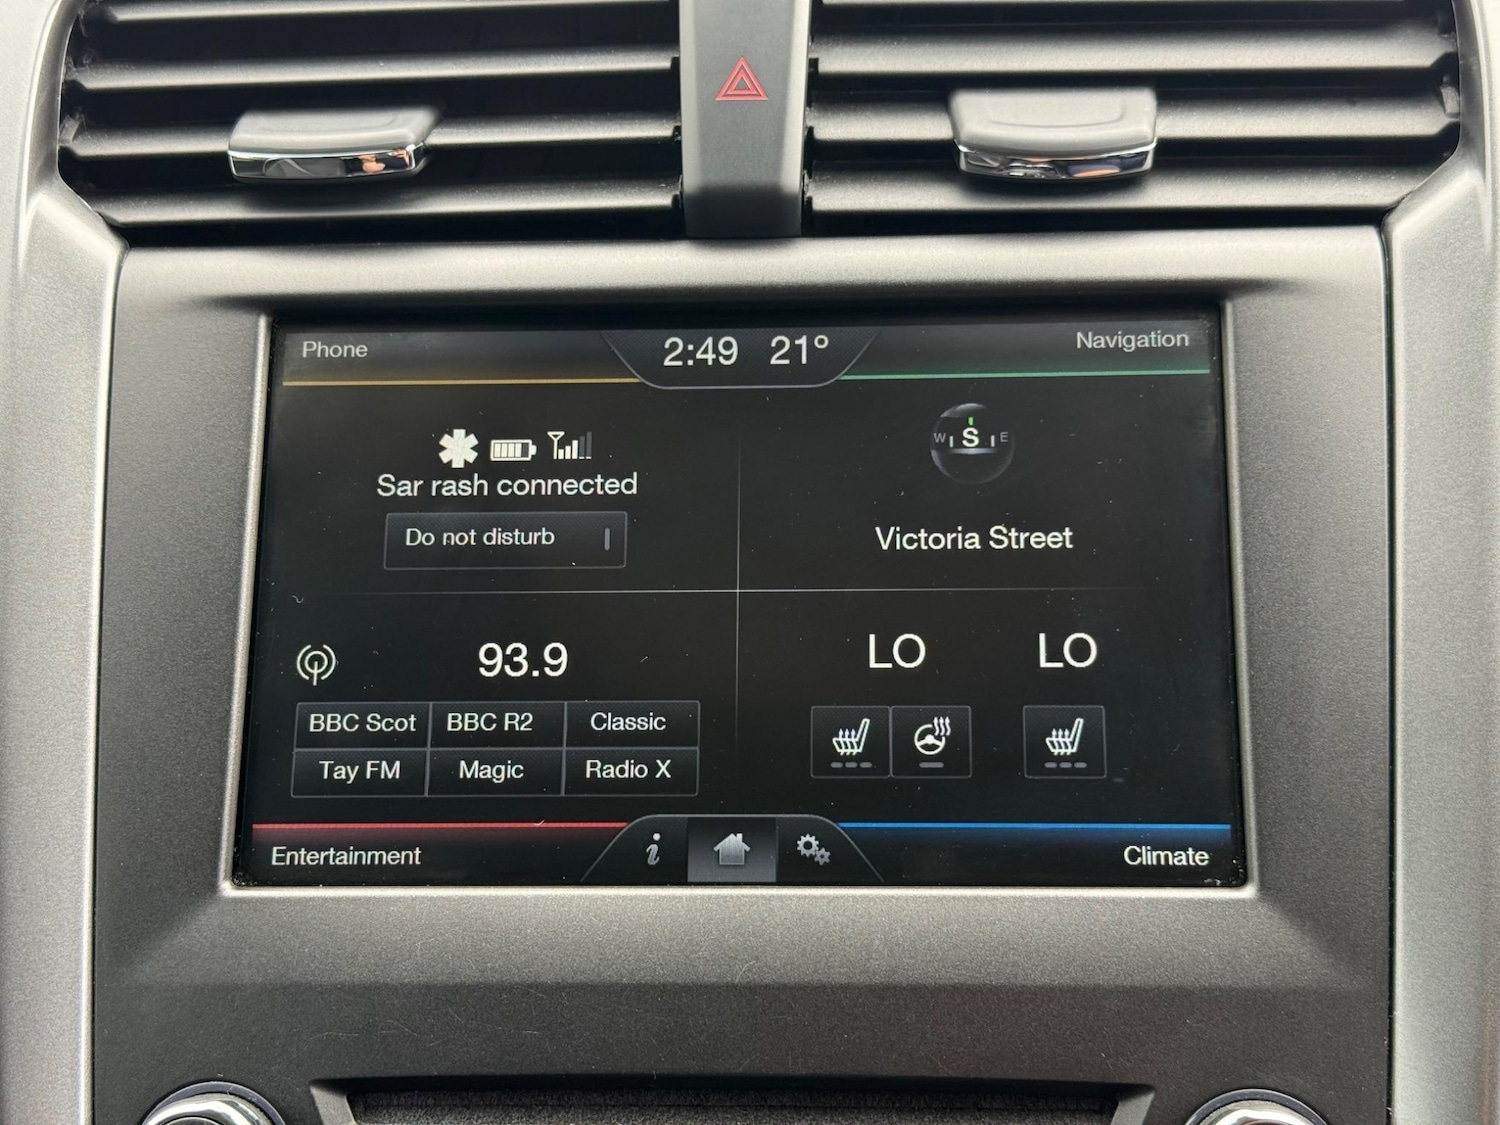 Phone
2:49 21°
Navigation
W S E
Sar rash connected
Do not disturb
Victoria Street
93.9
LO LO
BBC Scot BBC R2 Classic
Tay FM Magic Radio X
Entertainment
i
Climate